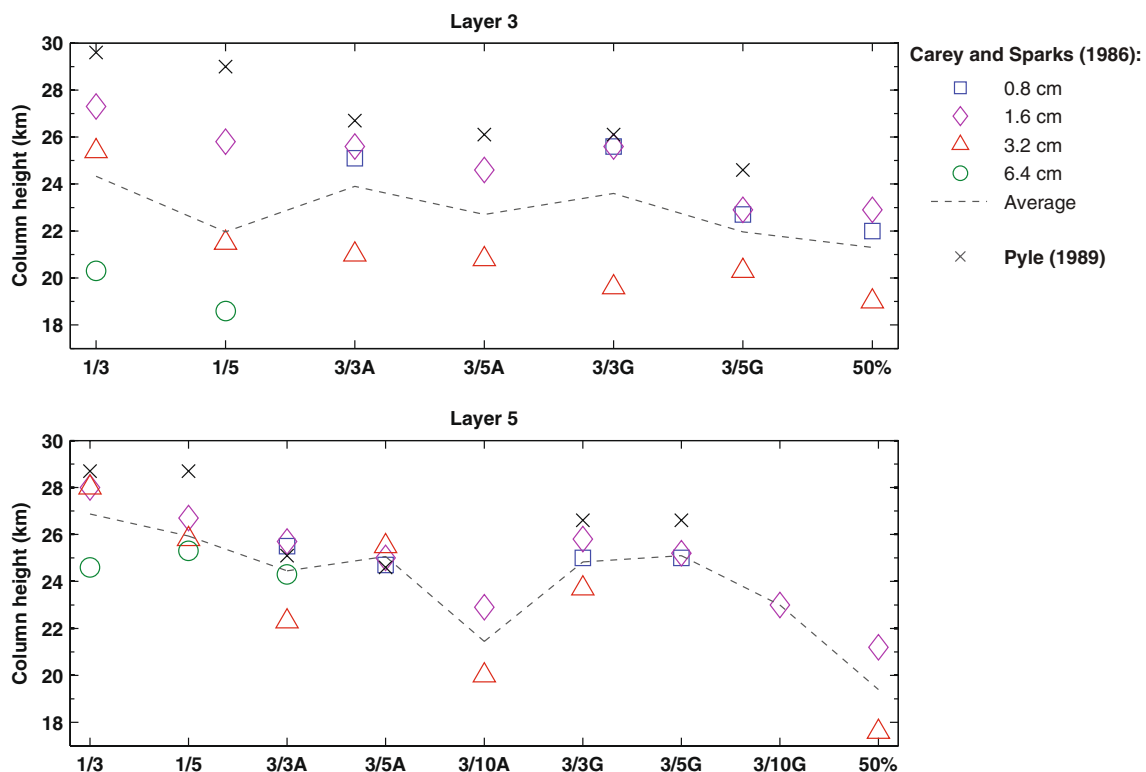 Layer 3
Column height (km)
30
28
26
24
22
20
18
1/3
1/5
3/3A
3/5A
3/3G
3/5G
50%
Carey and Sparks (1986):
0.8 cm
1.6 cm
3.2 cm
6.4 cm
Average
Pyle (1989)
Layer 5
Column height (km)
30
28
26
24
22
20
18
1/3
1/5
3/3A
3/5A
3/10A
3/3G
3/5G
3/10G
50%